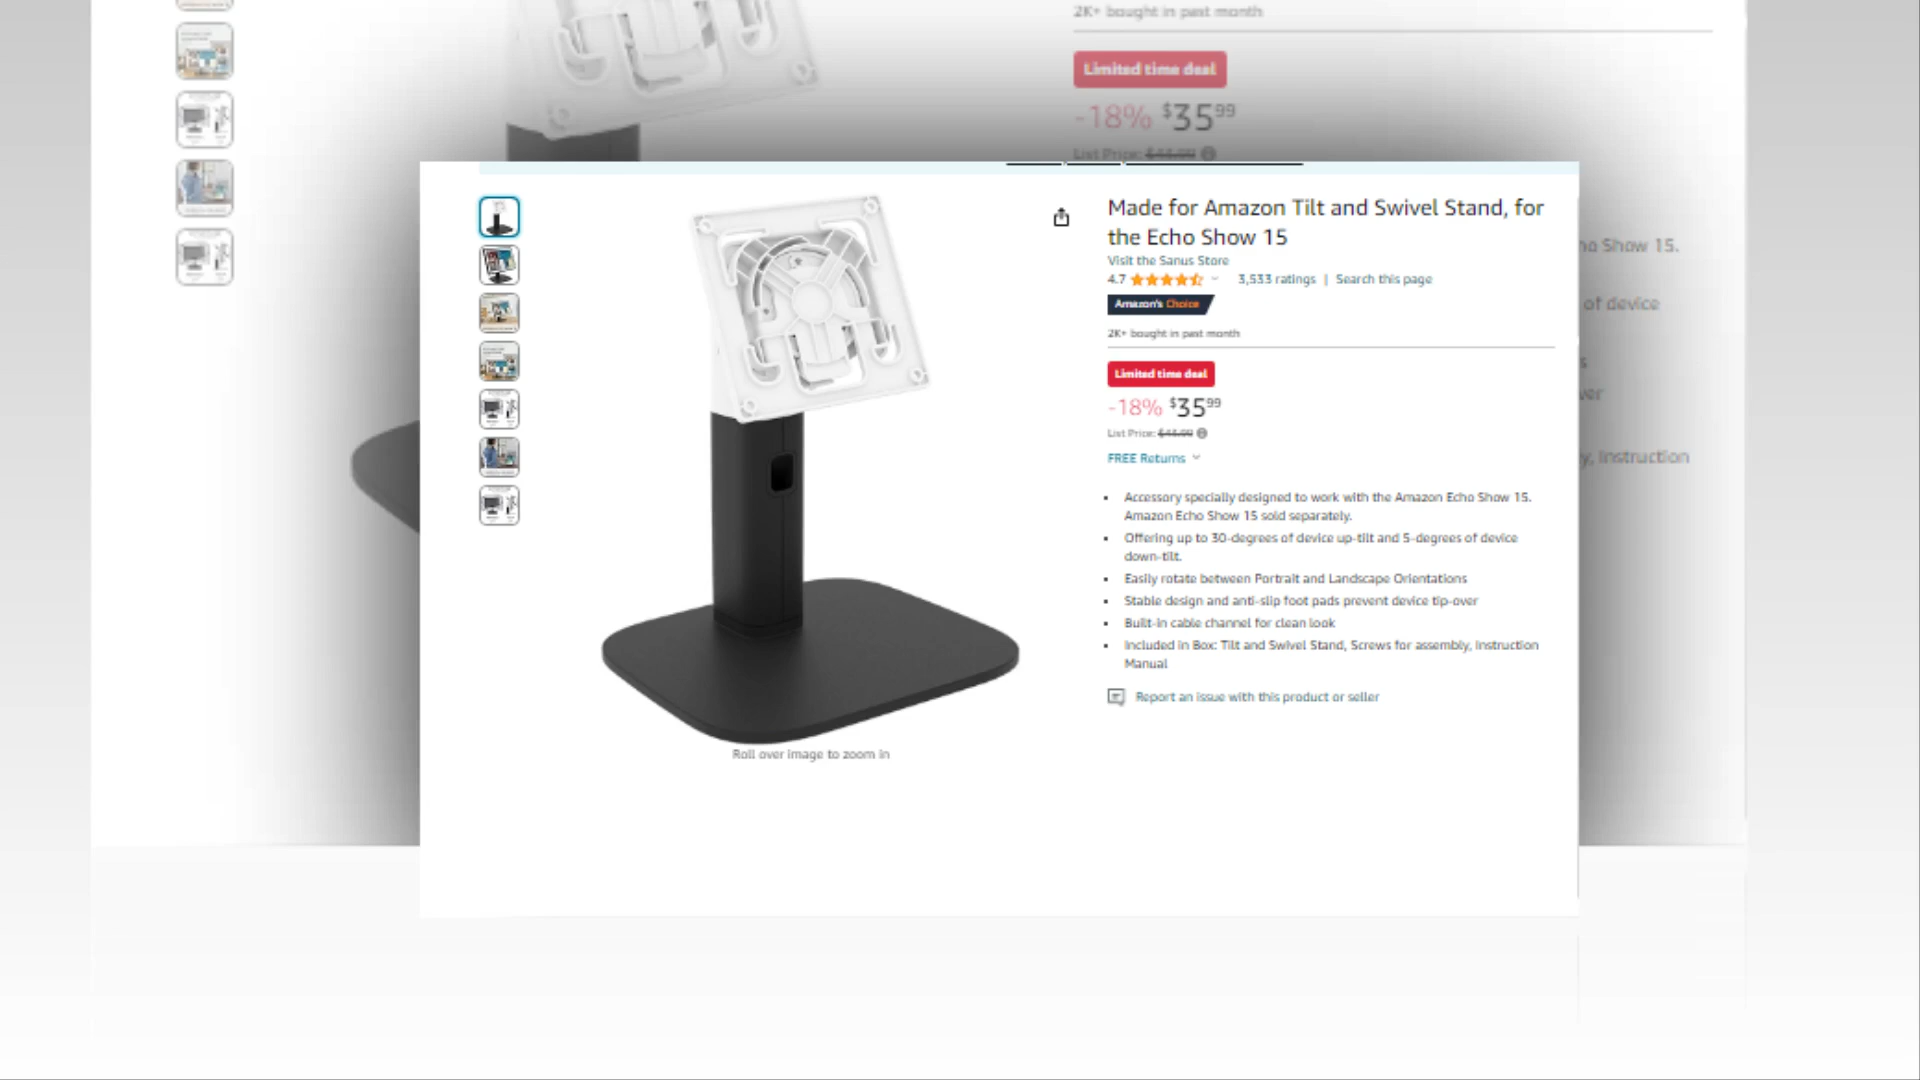 2K+ bought in past month
Limited time deal
-18% $35.99
List Price: $44.99
Made for Amazon Tilt and Swivel Stand, for
the Echo Show 15
Visit the Sanus Store
4.7 3,533 ratings | Search this page
Amazon's Choice
2K+ bought in past month
Limited time deal
-18% $35.99
List Price: $44.99
FREE Returns
Accessory specially designed to work with the Amazon Echo Show 15.
Amazon Echo Show 15 sold separately.
Offering up to 30-degrees of device up-tilt and 5-degrees of device
down-tilt.
Easily rotate between Portrait and Landscape Orientations
Stable design and anti-slip foot pads prevent device tip-over
Built-in cable channel for clean look
Included in Box: Tilt and Swivel Stand, Screws for assembly, Instruction
Manual
Report an issue with this product or seller
Roll over image to zoom in
Show 15.
of device
Instruction